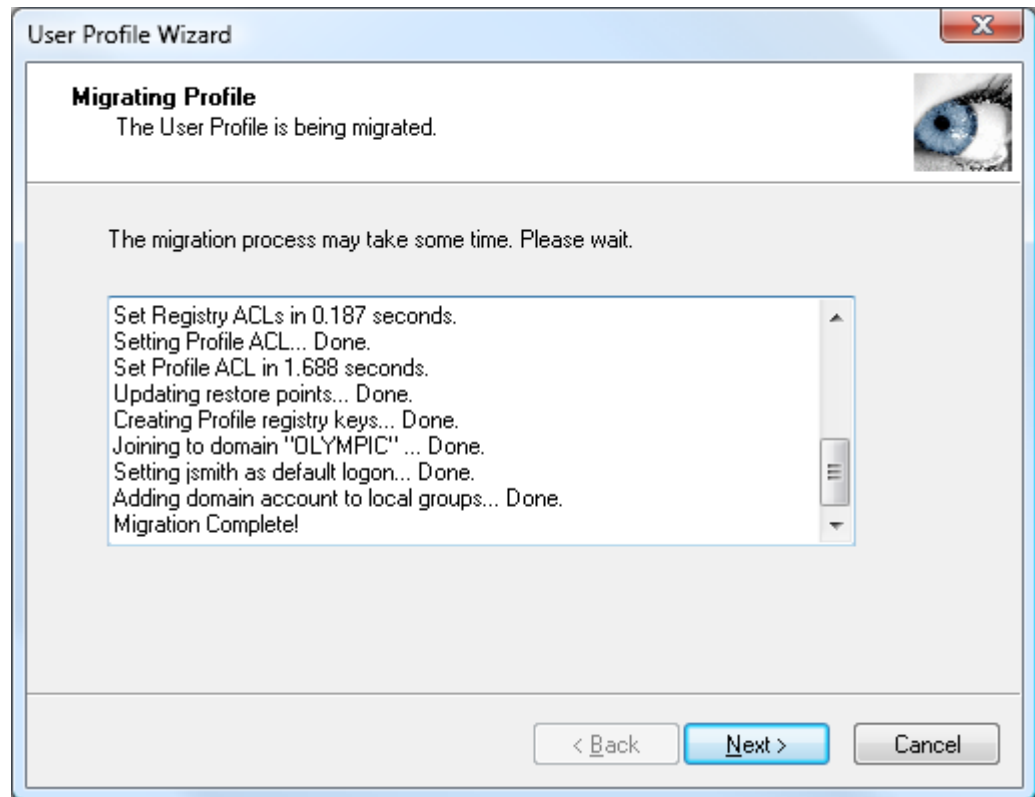 User Profile Wizard
Migrating Profile
The User Profile is being migrated.
The migration process may take some time. Please wait.
Set Registry ACLs in 0.187 seconds.
Setting Profile ACL... Done.
Set Profile ACL in 1.688 seconds.
Updating restore points... Done.
Creating Profile registry keys... Done.
Joining to domain "OLYMPIC" ... Done.
Setting jsmith as default logon... Done.
Adding domain account to local groups... Done.
Migration Complete!
< Back Next > Cancel